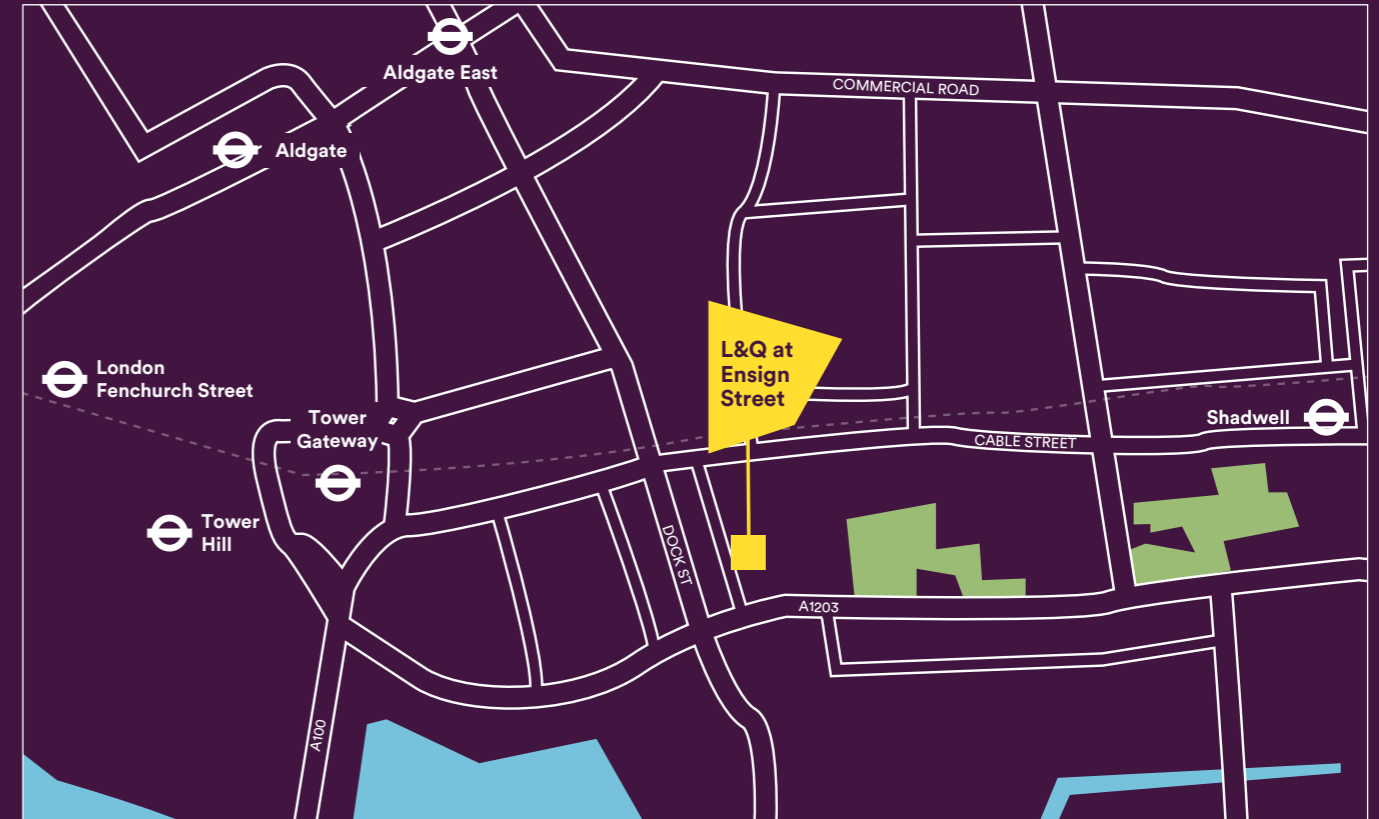 Aldgate East
COMMERCIAL ROAD
Aldgate
L&Q at
Ensign
Street
London
Fenchurch Street
Tower
Gateway
Shadwell
CABLE STREET
Tower
Hill
DOCK ST
A1203
A100